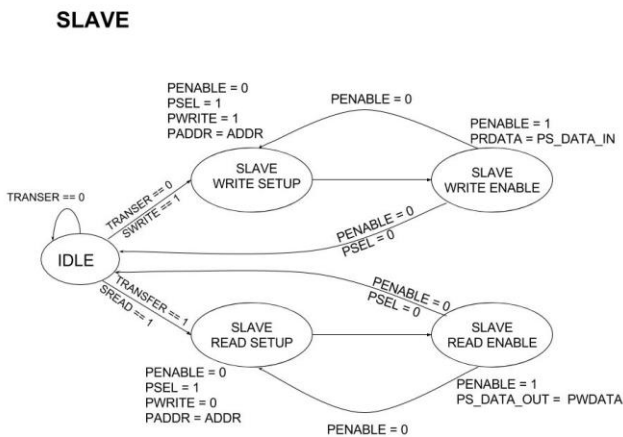 SLAVE
PENABLE = 0
PSEL = 1
PWRITE = 1
PADDR = ADDR
PENABLE = 0
PENABLE = 1
PRDATA = PS_DATA_IN
SLAVE
WRITE SETUP
SLAVE
WRITE ENABLE
TRANSER == 0
TRANSER == 0
SWRITE == 1
PENABLE = 0
PSEL = 0
IDLE
TRANSFER == 1
SREAD == 1
PENABLE = 0
PSEL = 0
SLAVE
READ SETUP
SLAVE
READ ENABLE
PENABLE = 0
PSEL = 1
PWRITE = 0
PADDR = ADDR
PENABLE = 1
PS_DATA_OUT = PWDATA
PENABLE = 0